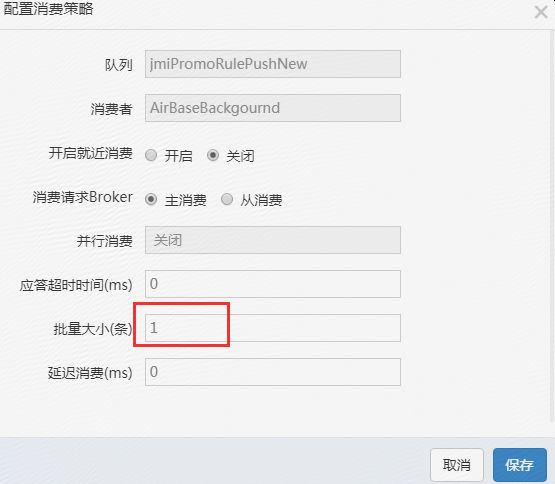 配置消费策略
队列 jmiPromoRulePushNew
消费者 AirBaseBackgournd
开启就近消费 开启 关闭
消费请求Broker 主消费 从消费
并行消费 关闭
应答超时时间(ms) 0
批量大小(条) 1
延迟消费(ms) 0
取消 保存